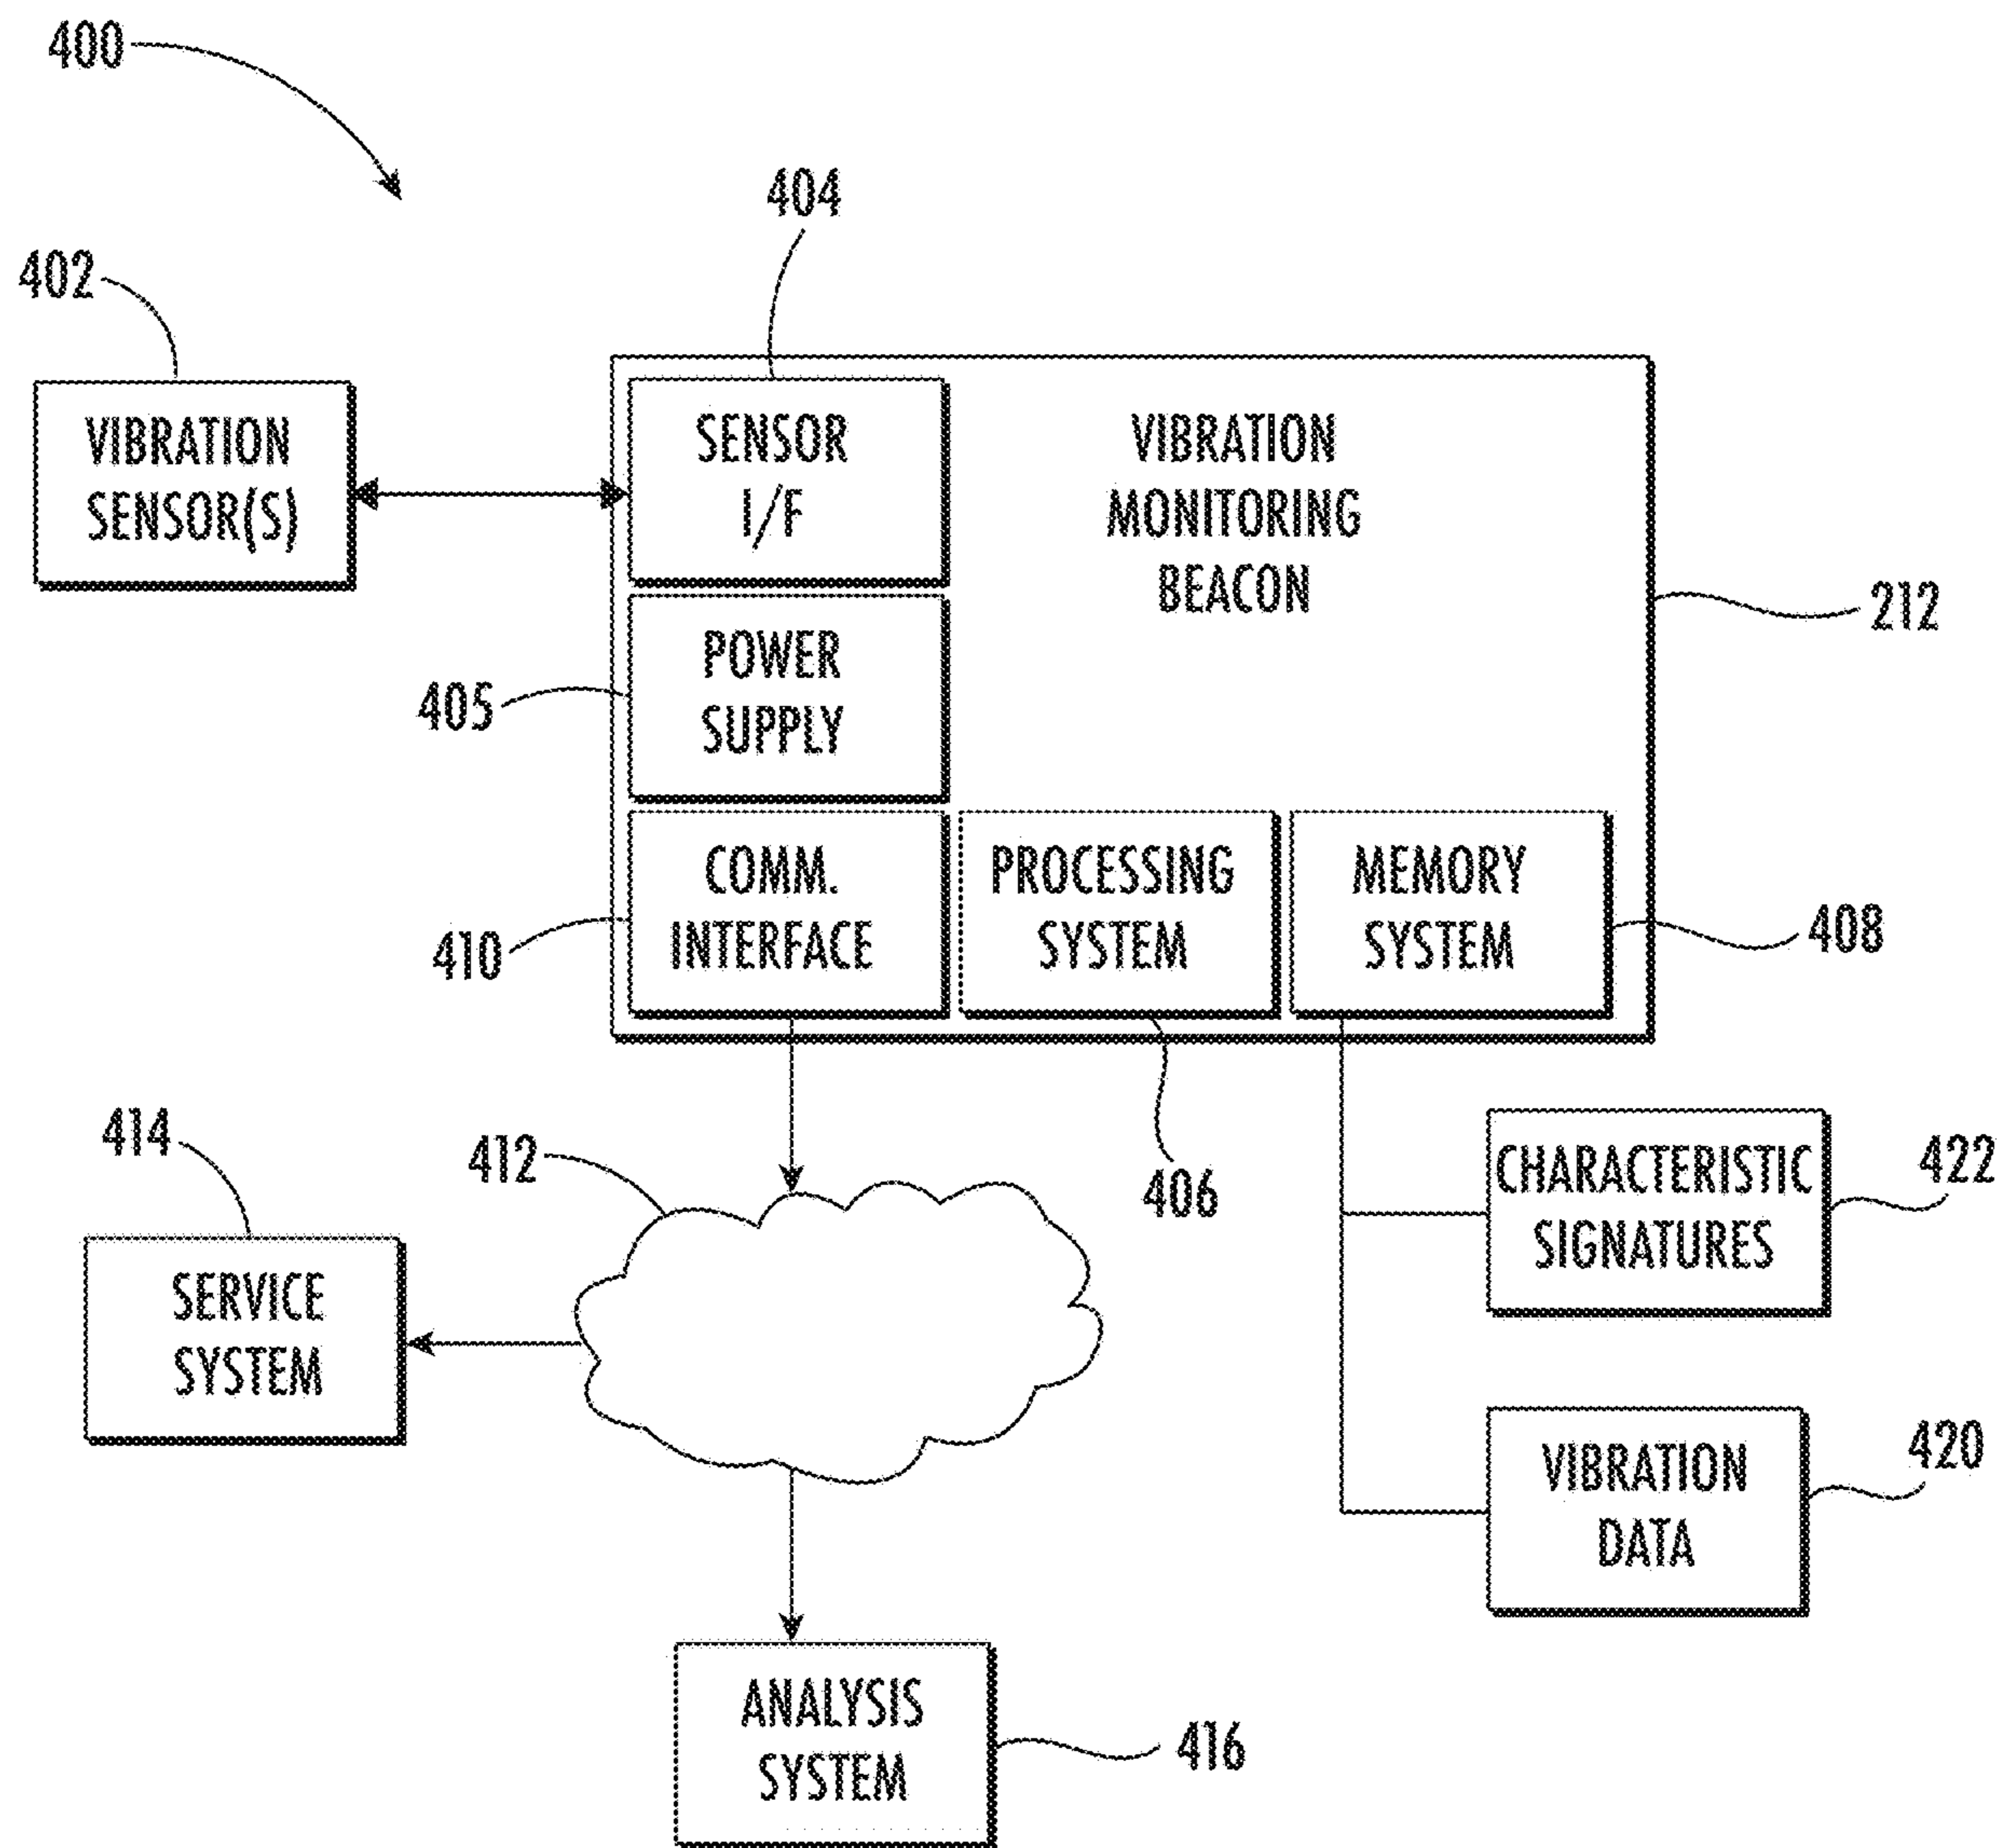 400
404
402
VIBRATION
SENSOR(S)
SENSOR
I/F
VIBRATION
MONITORING
BEACON
212
POWER
SUPPLY
405
COMM.
INTERFACE
410
PROCESSING
SYSTEM
MEMORY
SYSTEM
408
406
414
412
SERVICE
SYSTEM
CHARACTERISTIC
SIGNATURES
422
VIBRATION
DATA
420
ANALYSIS
SYSTEM
416